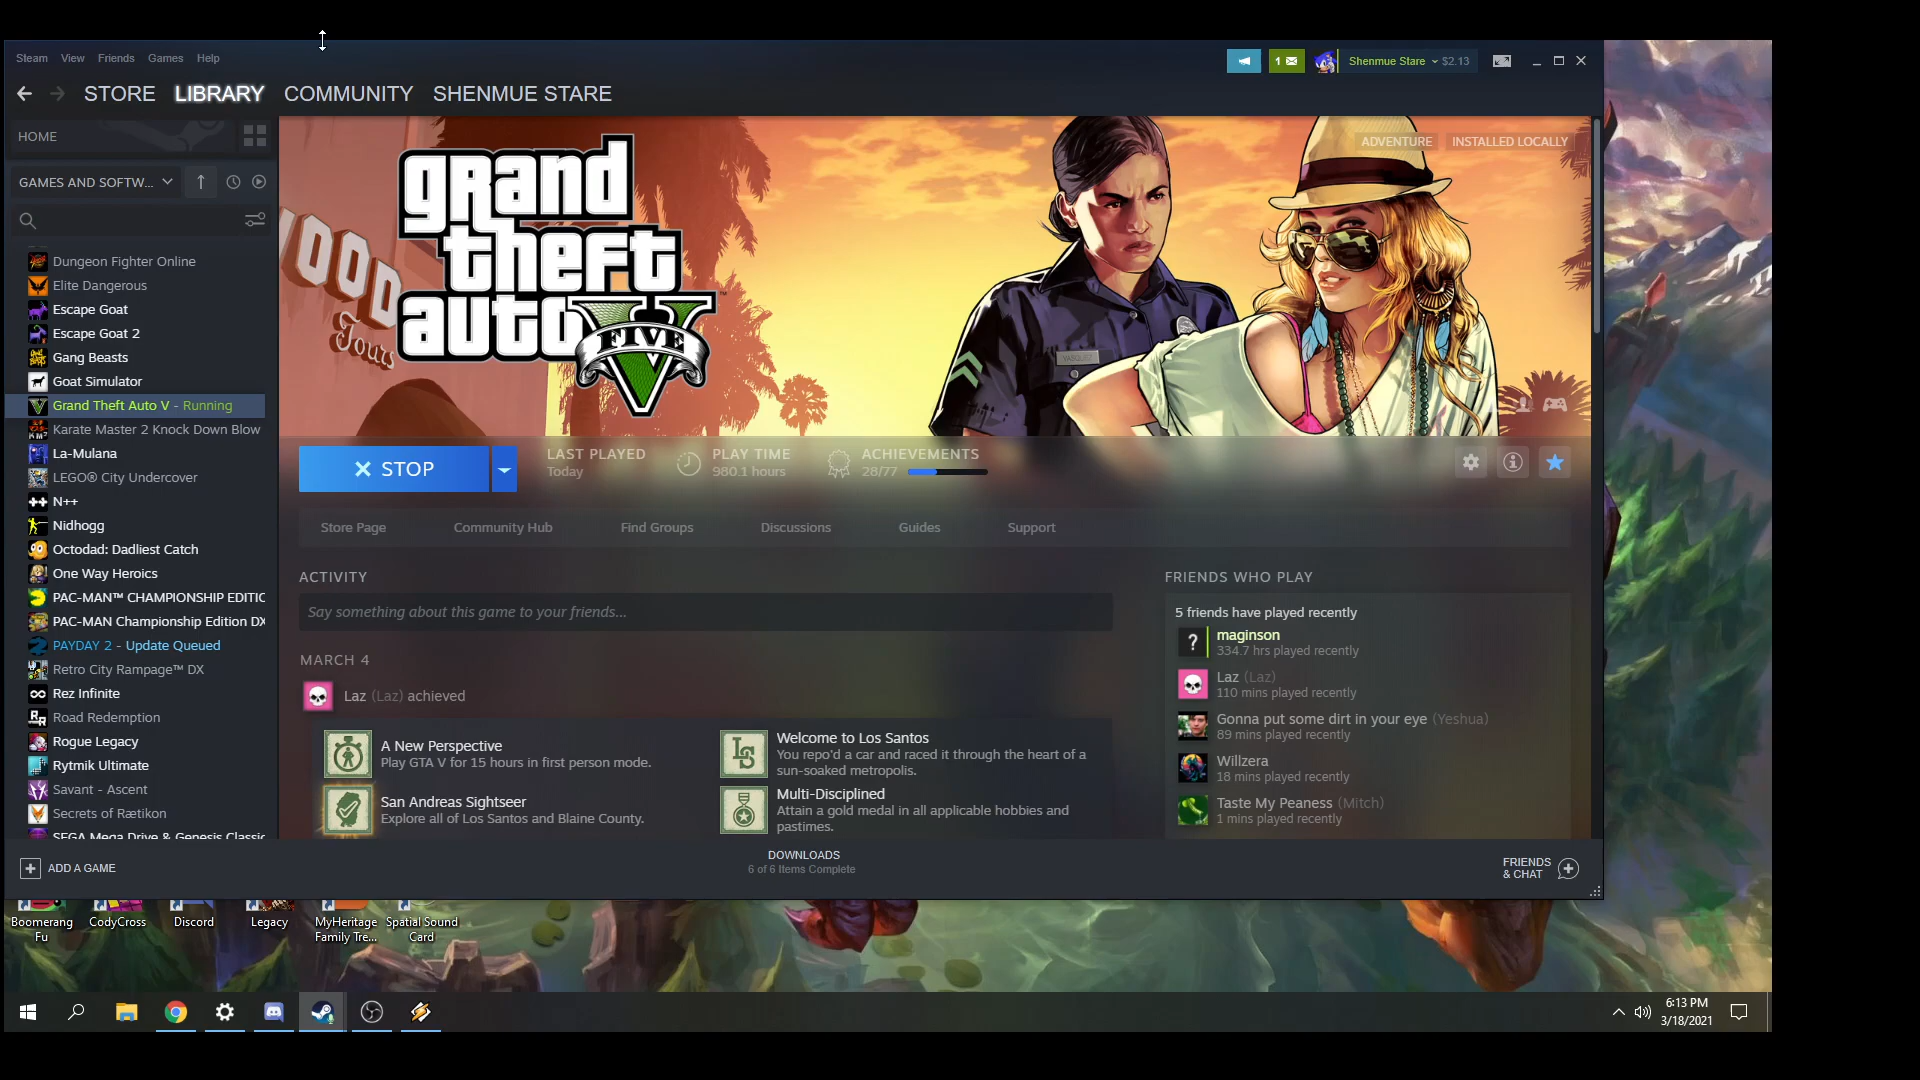 Steam View Friends Games Help
1 Shenmue Stare $2.13
STORE LIBRARY COMMUNITY SHENMUE STARE
HOME
GAMES AND SOFTW...
Dungeon Fighter Online
Elite Dangerous
Escape Goat
Escape Goat 2
Gang Beasts
Goat Simulator
Grand Theft Auto V - Running
Karate Master 2 Knock Down Blow
La-Mulana
LEGO® City Undercover
N++
Nidhogg
Octodad: Dadliest Catch
One Way Heroics
PAC-MAN™ CHAMPIONSHIP EDITIC
PAC-MAN Championship Edition DX
PAYDAY 2 - Update Queued
Retro City Rampage™ DX
Rez Infinite
Road Redemption
Rogue Legacy
Rytmik Ultimate
Savant - Ascent
Secrets of Rætikon
SEGA Mega Drive & Genesis Classic
ADD A GAME
OOD
Tours
grand
theft
auto
FIVE
V
™
VASQUEZ
ADVENTURE INSTALLED LOCALLY
STOP
LAST PLAYED
Today
PLAY TIME
980.1 hours
ACHIEVEMENTS
28/77
Store Page Community Hub Find Groups Discussions Guides Support
ACTIVITY
Say something about this game to your friends...
MARCH 4
Laz (Laz) achieved
A New Perspective
Play GTA V for 15 hours in first person mode.
Welcome to Los Santos
You repo'd a car and raced it through the heart of a
sun-soaked metropolis.
San Andreas Sightseer
Explore all of Los Santos and Blaine County.
Multi-Disciplined
Attain a gold medal in all applicable hobbies and
pastimes.
FRIENDS WHO PLAY
5 friends have played recently
maginson
334.7 hrs played recently
Laz (Laz)
110 mins played recently
Gonna put some dirt in your eye (Yeshua)
89 mins played recently
Willzera
18 mins played recently
Taste My Peaness (Mitch)
1 mins played recently
DOWNLOADS
6 of 6 Items Complete
FRIENDS
& CHAT
Boomerang
Fu
CodyCross
Discord
Legacy
MyHeritage
Family Tre...
Spatial Sound
Card
6:13 PM
3/18/2021